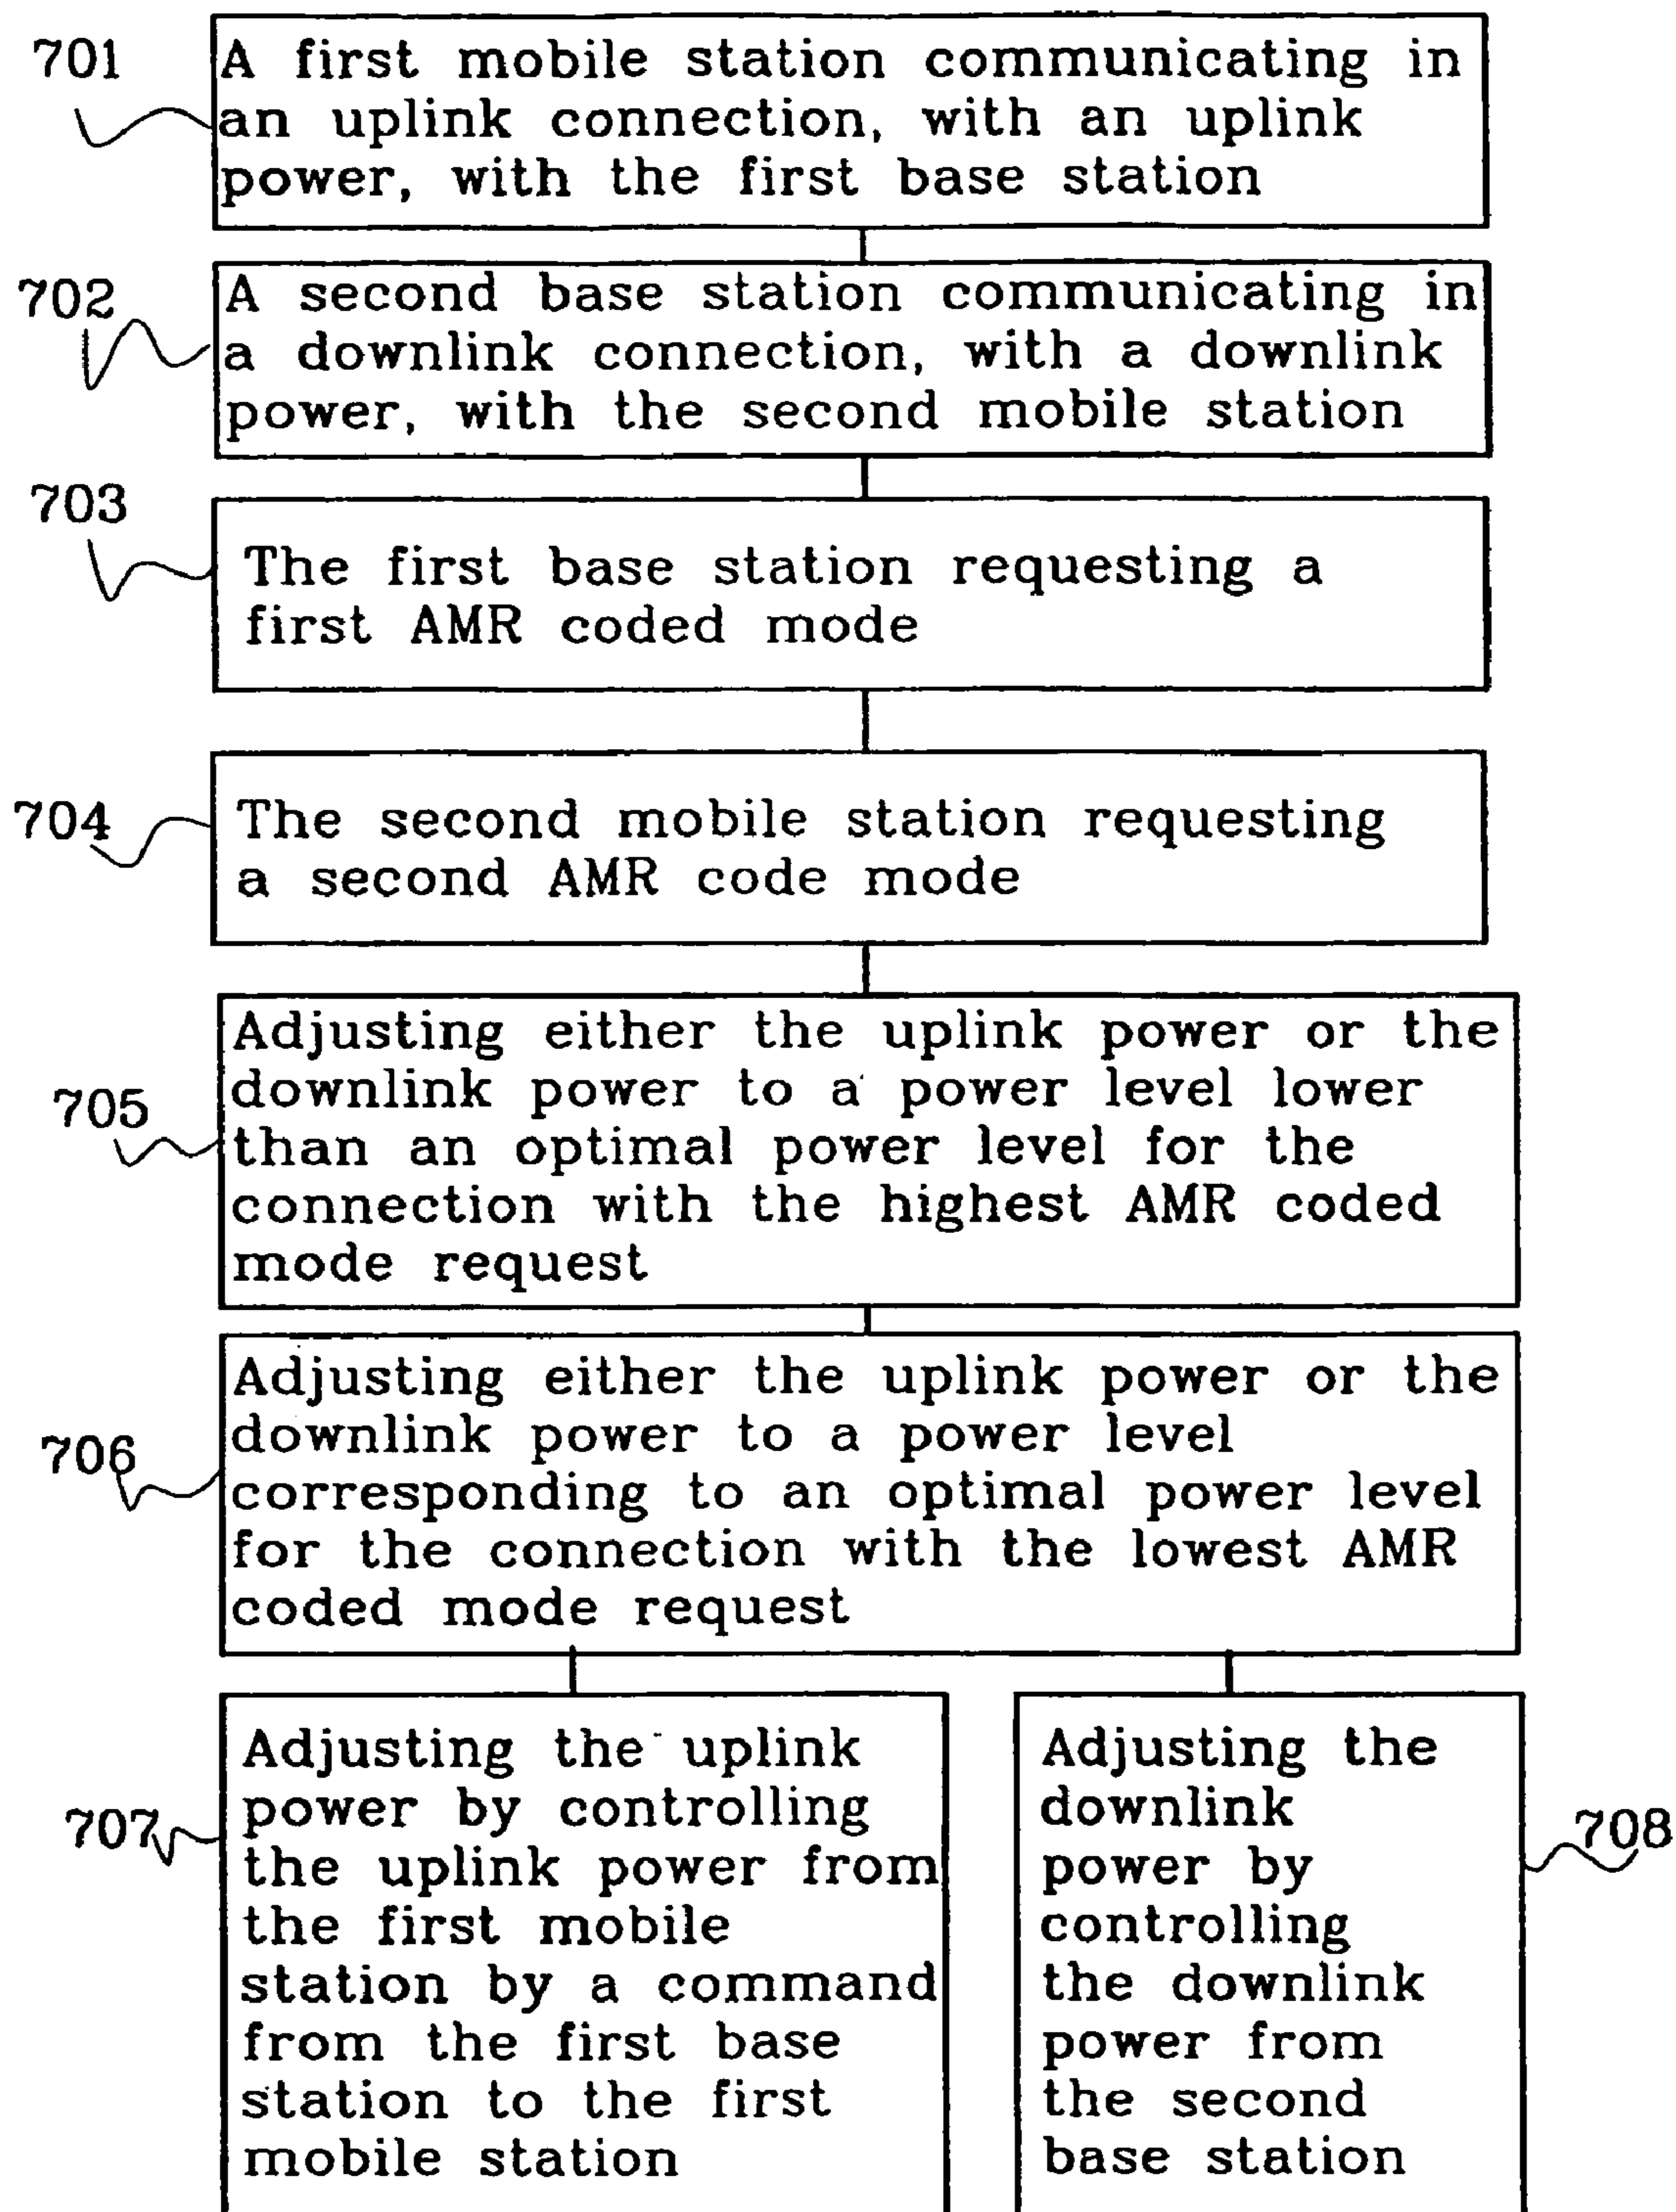 701
A first mobile station communicating in
an uplink connection, with an uplink
power, with the first base station
702
A second base station communicating in
a downlink connection, with a downlink
power, with the second mobile station
703
The first base station requesting a
first AMR coded mode
704
The second mobile station requesting
a second AMR code mode
705
Adjusting either the uplink power or the
downlink power to a power level lower
than an optimal power level for the
connection with the highest AMR coded
mode request
706
Adjusting either the uplink power or the
downlink power to a power level
corresponding to an optimal power level
for the connection with the lowest AMR
coded mode request
707
Adjusting the uplink
power by controlling
the uplink power from
the first mobile
station by a command
from the first base
station to the first
mobile station
708
Adjusting the
downlink
power by
controlling
the downlink
power from
the second
base station